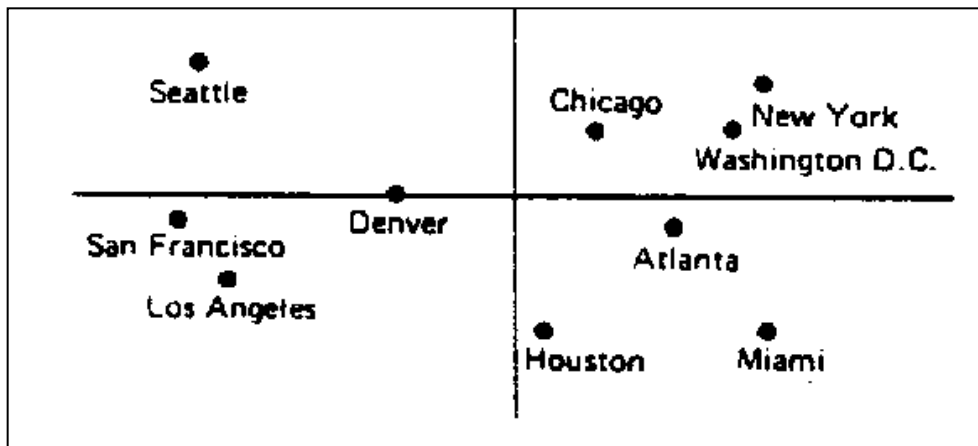 Seattle
Chicago
New York
Washington D.C.
Denver
San Francisco
Atlanta
Los Angeles
Houston
Miami